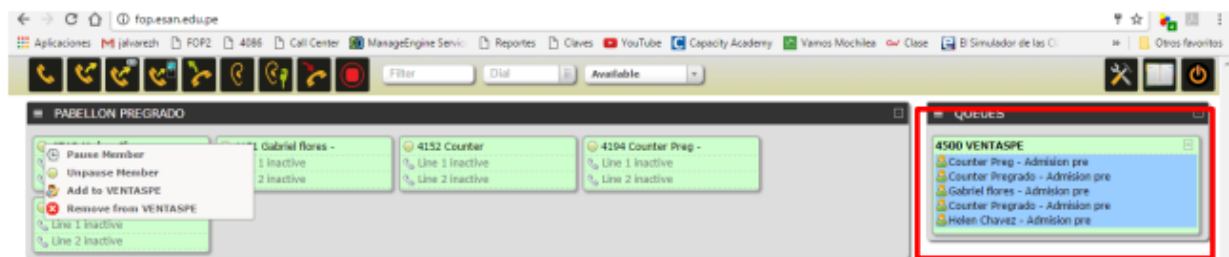 fop.esan.edu.pe
Aplicaciones jalvarezh FOP2 4086 Call Center ManageEngine Servic Reportes Claves YouTube Capacity Academy Vamos Mochilea Clase El Simulador de las C » Otros favoritos
Filter Dial Available
PABELLON PREGRADO
QUEUES
Gabriel flores -
1 inactive
2 inactive
4152 Counter
Line 1 inactive
Line 2 inactive
4194 Counter Preg -
Line 1 inactive
Line 2 inactive
Pause Member
Unpause Member
Add to VENTASPE
Remove from VENTASPE
Line 1 inactive
Line 2 inactive
4500 VENTASPE
Counter Preg - Admision pre
Counter Pregrado - Admision pre
Gabriel flores - Admision pre
Counter Pregrado - Admision pre
Helen Chavez - Admision pre